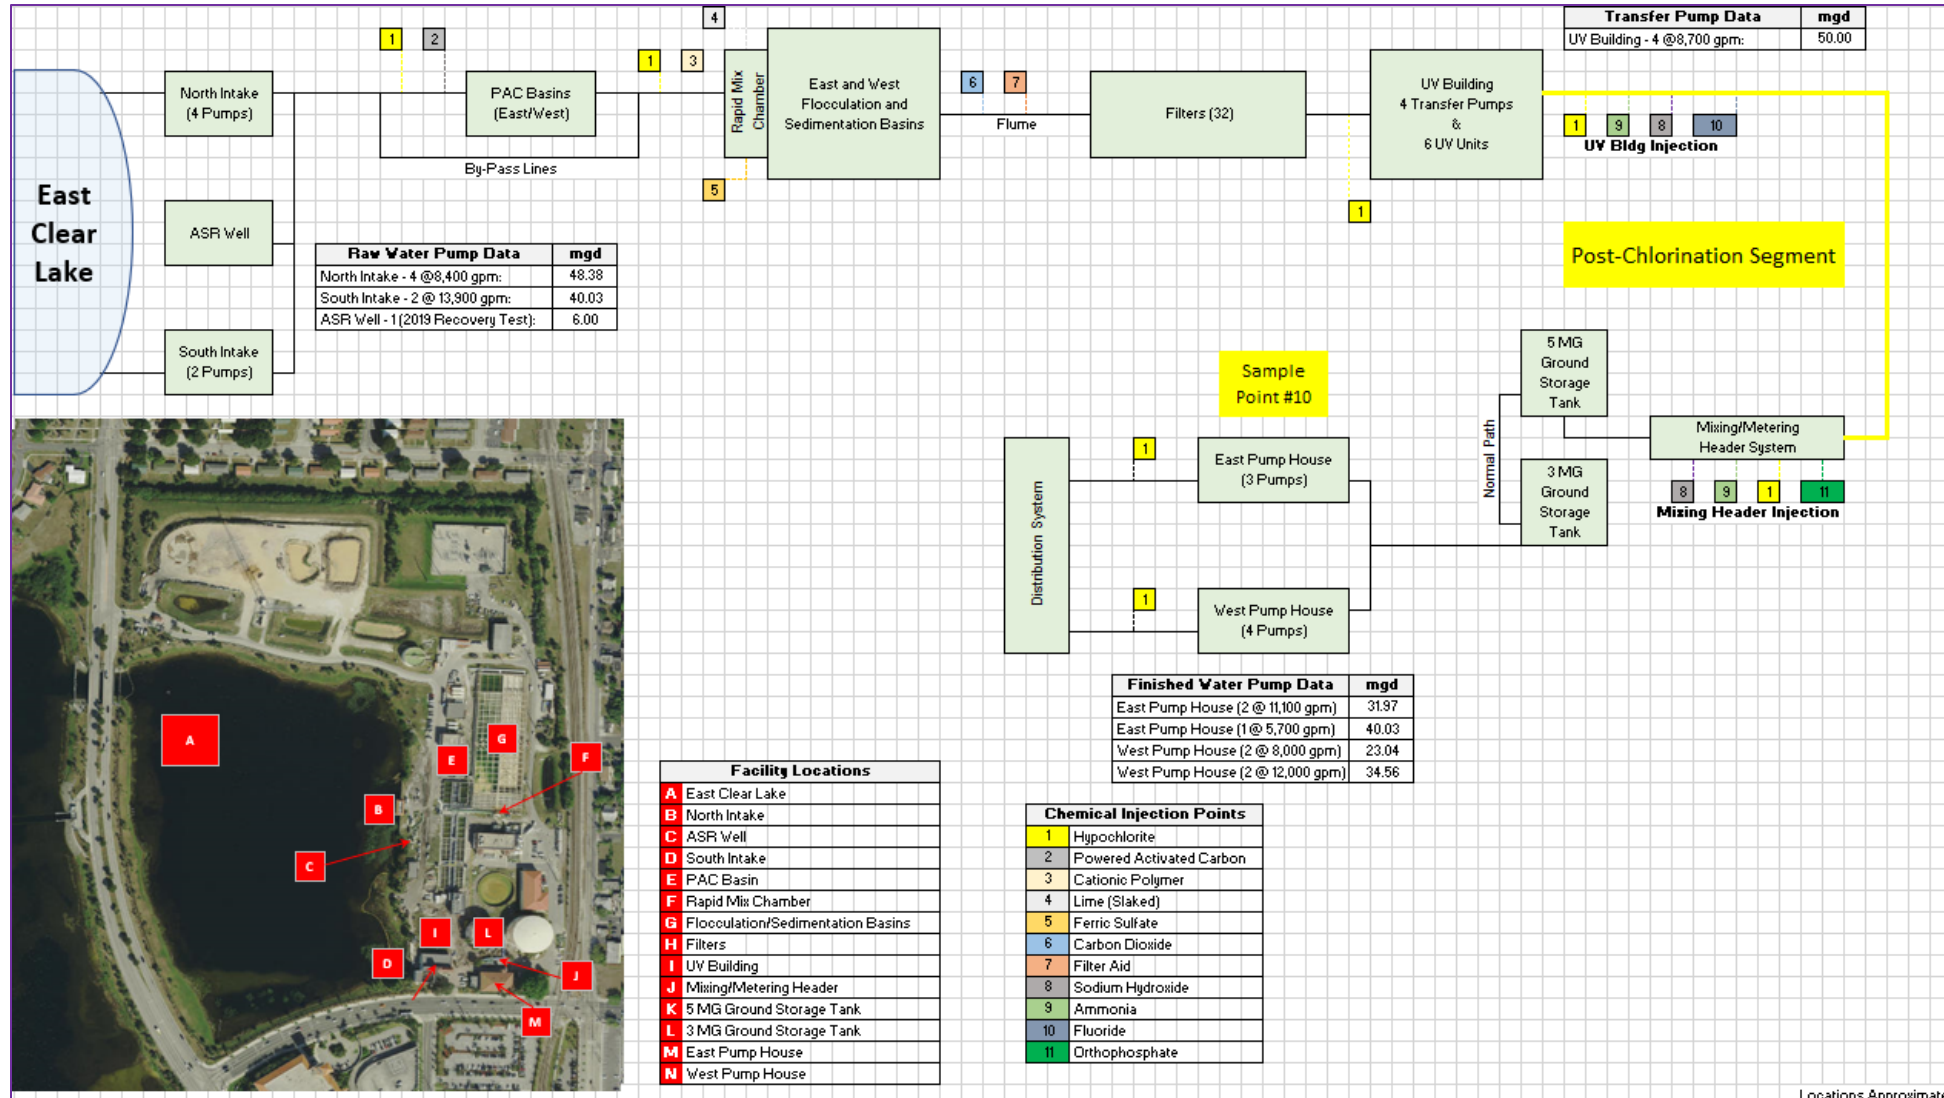 4
Transfer Pump Data mgd
UV Building - 4 @8,700 gpm: 50.00
1 2
1 3
East Clear Lake
North Intake
(4 Pumps)
PAC Basins
(East/West)
By-Pass Lines
Rapid Mix Chamber
5
East and West
Flocculation and
Sedimentation Basins
6 7
Flume
Filters (32)
1
UV Building
4 Transfer Pumps
&
6 UV Units
1 9 8 10
UV Bldg Injection
ASR Well
South Intake
(2 Pumps)
Raw Water Pump Data mgd
North Intake - 4 @8,400 gpm: 48.38
South Intake - 2 @ 13,900 gpm: 40.03
ASR Well - 1 (2019 Recovery Test): 6.00
Post-Chlorination Segment
Sample
Point #10
5 MG
Ground
Storage
Tank
Normal Path
3 MG
Ground
Storage
Tank
Mixing/Metering
Header System
8 9 1 11
Mixing Header Injection
Distribution System
1
East Pump House
(3 Pumps)
1
West Pump House
(4 Pumps)
Finished Water Pump Data mgd
East Pump House (2 @ 11,100 gpm) 31.97
East Pump House (1 @ 5,700 gpm) 40.03
West Pump House (2 @ 8,000 gpm) 23.04
West Pump House (2 @ 12,000 gpm) 34.56
A
G
E
F
B
C
I
L
D
J
M
Facility Locations
A East Clear Lake
B North Intake
C ASR Well
D South Intake
E PAC Basin
F Rapid Mix Chamber
G Flocculation/Sedimentation Basins
H Filters
I UV Building
J Mixing/Metering Header
K 5 MG Ground Storage Tank
L 3 MG Ground Storage Tank
M East Pump House
N West Pump House
Chemical Injection Points
1 Hypochlorite
2 Powered Activated Carbon
3 Cationic Polymer
4 Lime (Slaked)
5 Ferric Sulfate
6 Carbon Dioxide
7 Filter Aid
8 Sodium Hydroxide
9 Ammonia
10 Fluoride
11 Orthophosphate
Locations Approximate